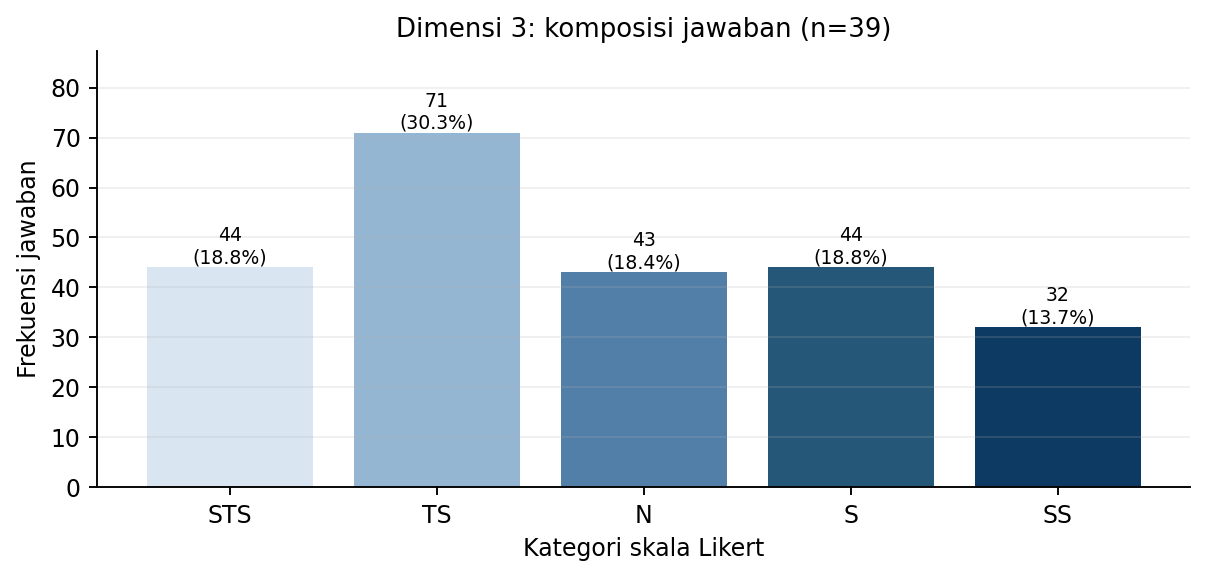 Dimensi 3: komposisi jawaban (n=39)
Frekuensi jawaban
80
70
60
50
40
30
20
10
0
44
(18.8%)
71
(30.3%)
43
(18.4%)
44
(18.8%)
32
(13.7%)
STS
TS
N
S
SS
Kategori skala Likert